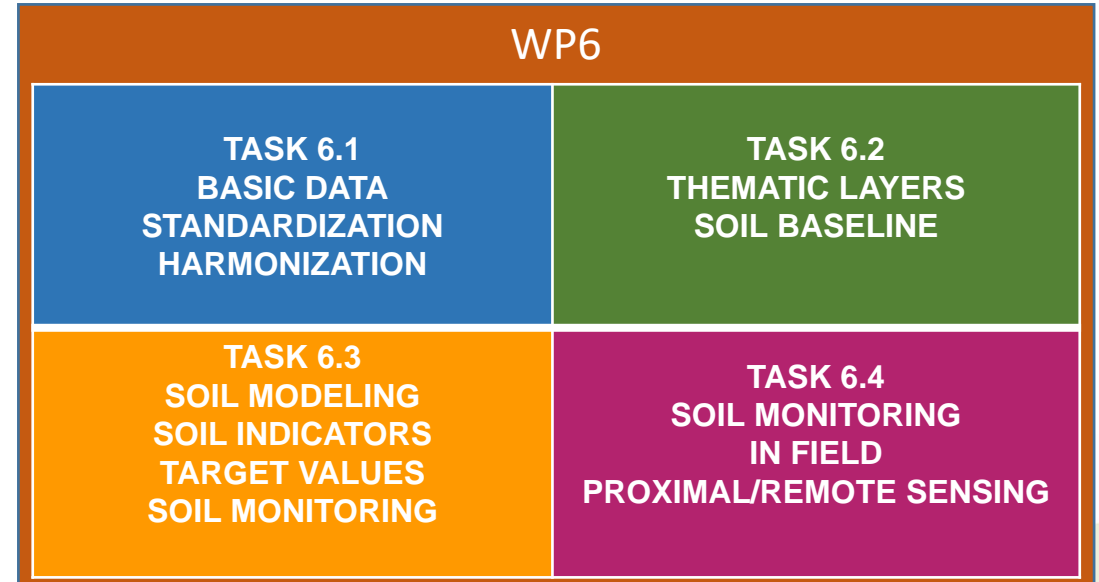 WP6
TASK 6.1
BASIC DATA
STANDARDIZATION
HARMONIZATION
TASK 6.2
THEMATIC LAYERS
SOIL BASELINE
TASK 6.3
SOIL MODELING
SOIL INDICATORS
TARGET VALUES
SOIL MONITORING
TASK 6.4
SOIL MONITORING
IN FIELD
PROXIMAL/REMOTE SENSING